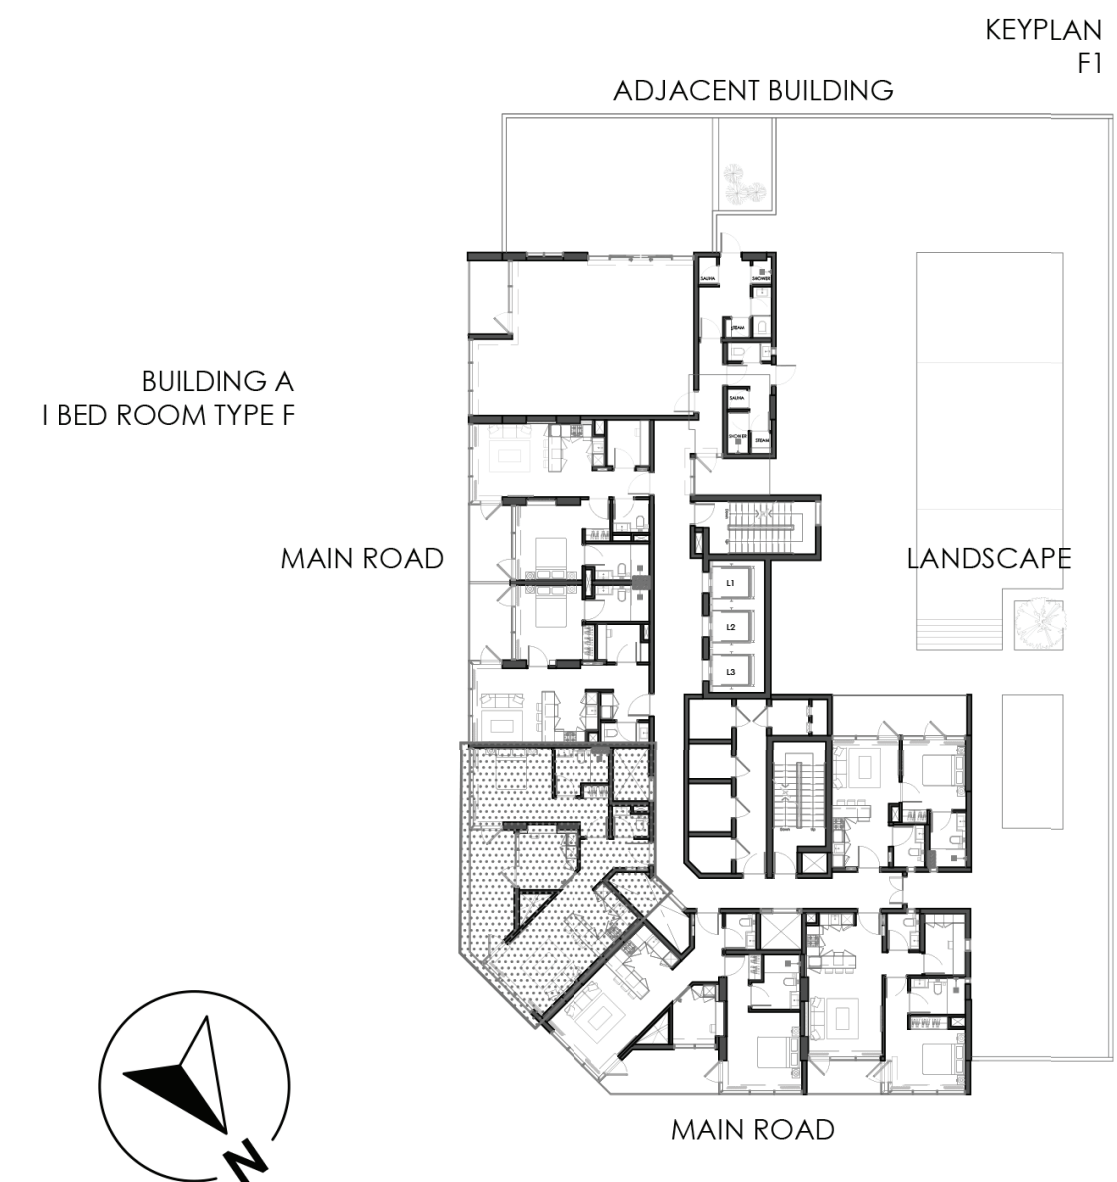 KEYPLAN
F1
ADJACENT BUILDING
SAUNA
SHOWER
STEAM
BUILDING A
I BED ROOM TYPE F
SAUNA
SHOWER
STEAM
MAIN ROAD
LANDSCAPE
L1
L2
L3
MAIN ROAD
N